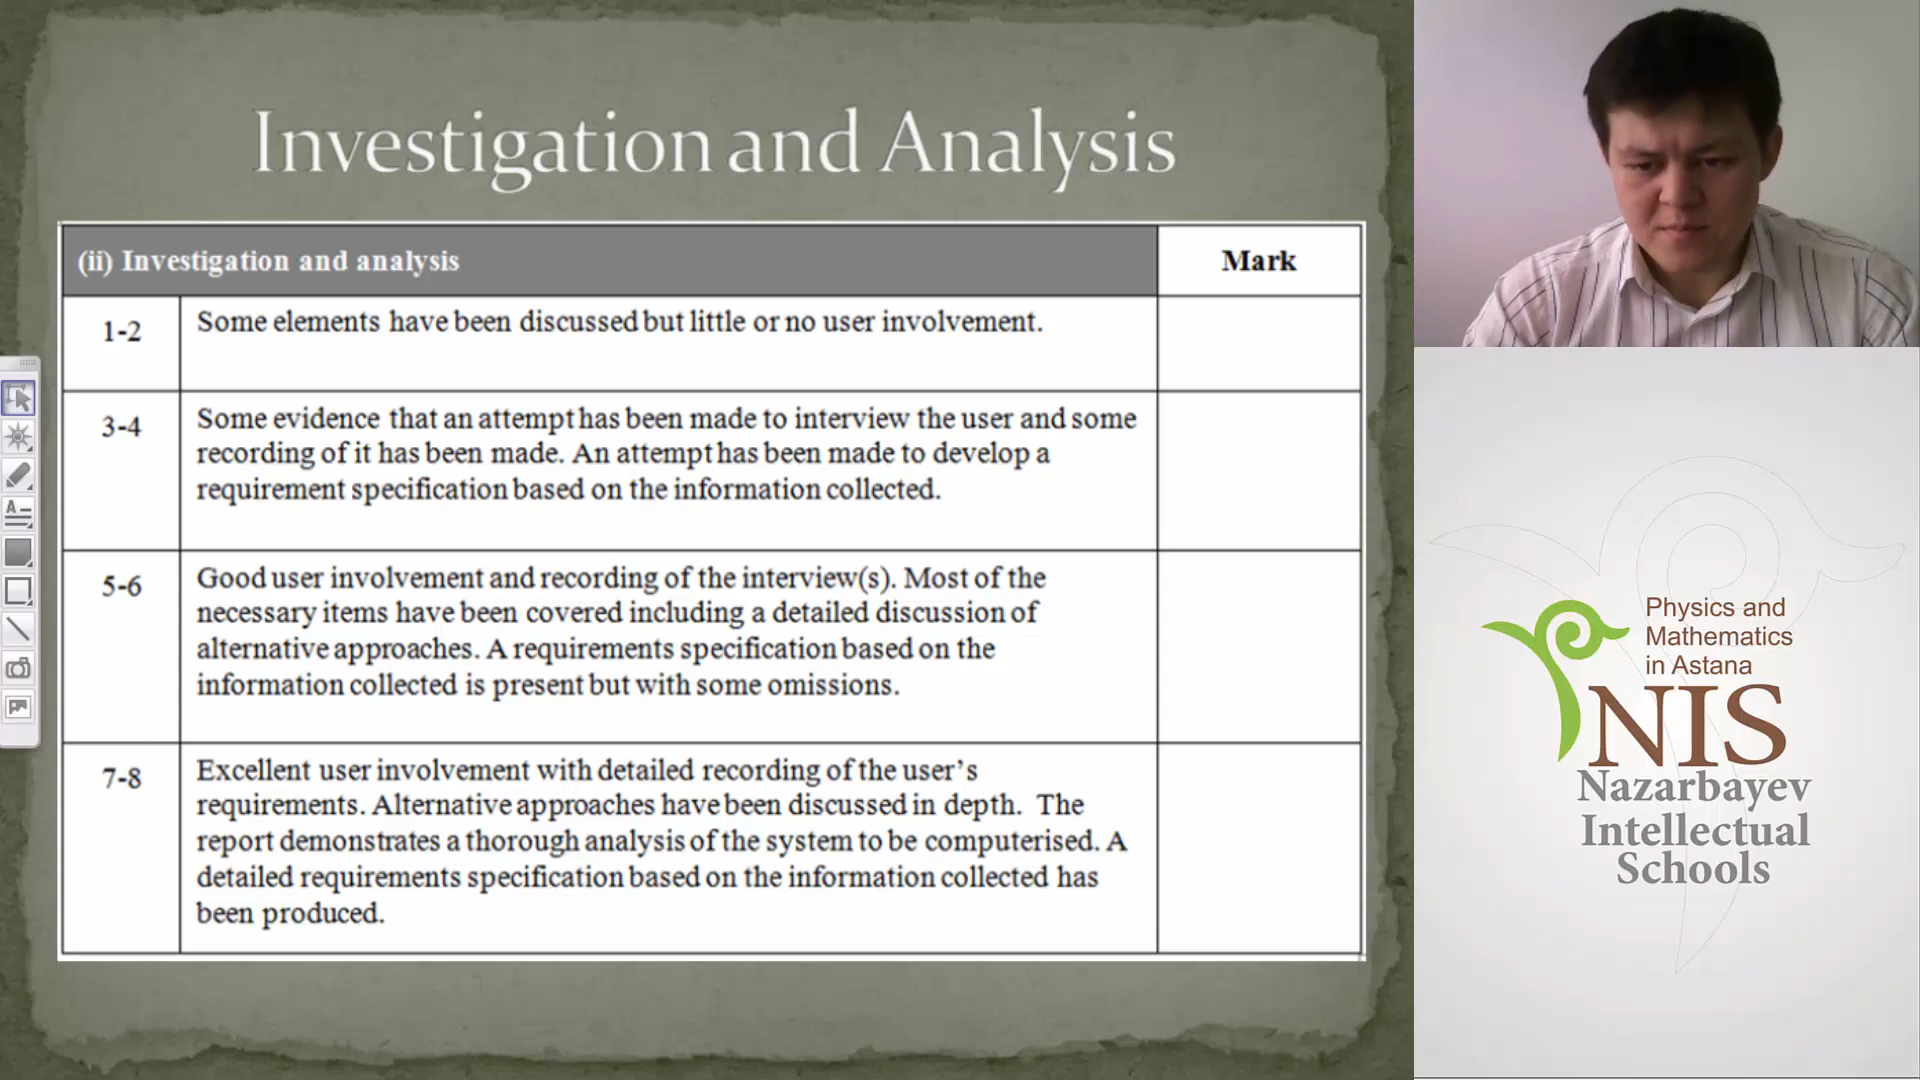 Investigation and Analysis
(ii) Investigation and analysis
Mark
1-2
Some elements have been discussed but little or no user involvement.
3-4
Some evidence that an attempt has been made to interview the user and some
recording of it has been made. An attempt has been made to develop a
requirement specification based on the information collected.
5-6
Good user involvement and recording of the interview(s). Most of the
necessary items have been covered including a detailed discussion of
alternative approaches. A requirements specification based on the
information collected is present but with some omissions.
7-8
Excellent user involvement with detailed recording of the user’s
requirements. Alternative approaches have been discussed in depth. The
report demonstrates a thorough analysis of the system to be computerised. A
detailed requirements specification based on the information collected has
been produced.
Physics and
Mathematics
in Astana
NIS
Nazarbayev
Intellectual
Schools